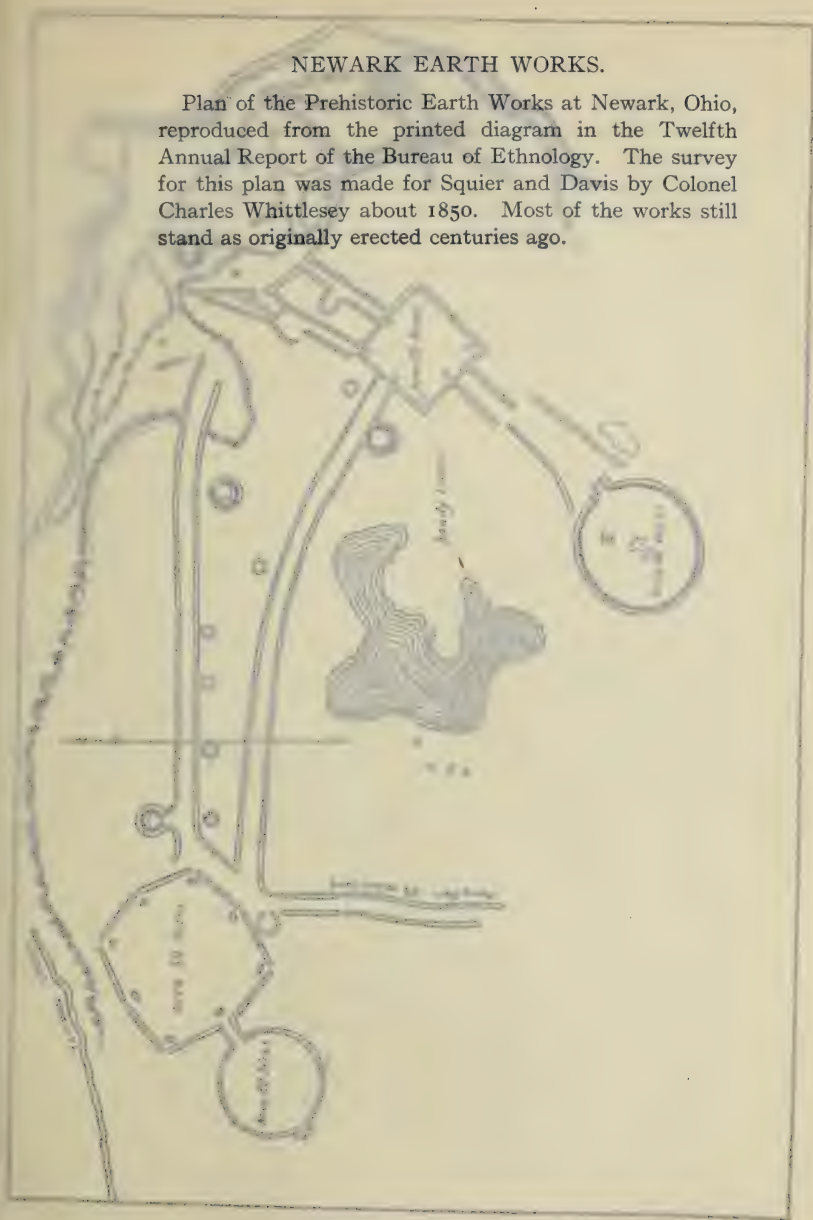 NEWARK EARTH WORKS.
Plan of the Prehistoric Earth Works at Newark, Ohio,
reproduced from the printed diagram in the Twelfth
Annual Report of the Bureau of Ethnology. The survey
for this plan was made for Squier and Davis by Colonel
Charles Whittlesey about 1850. Most of the works still
stand as originally erected centuries ago.